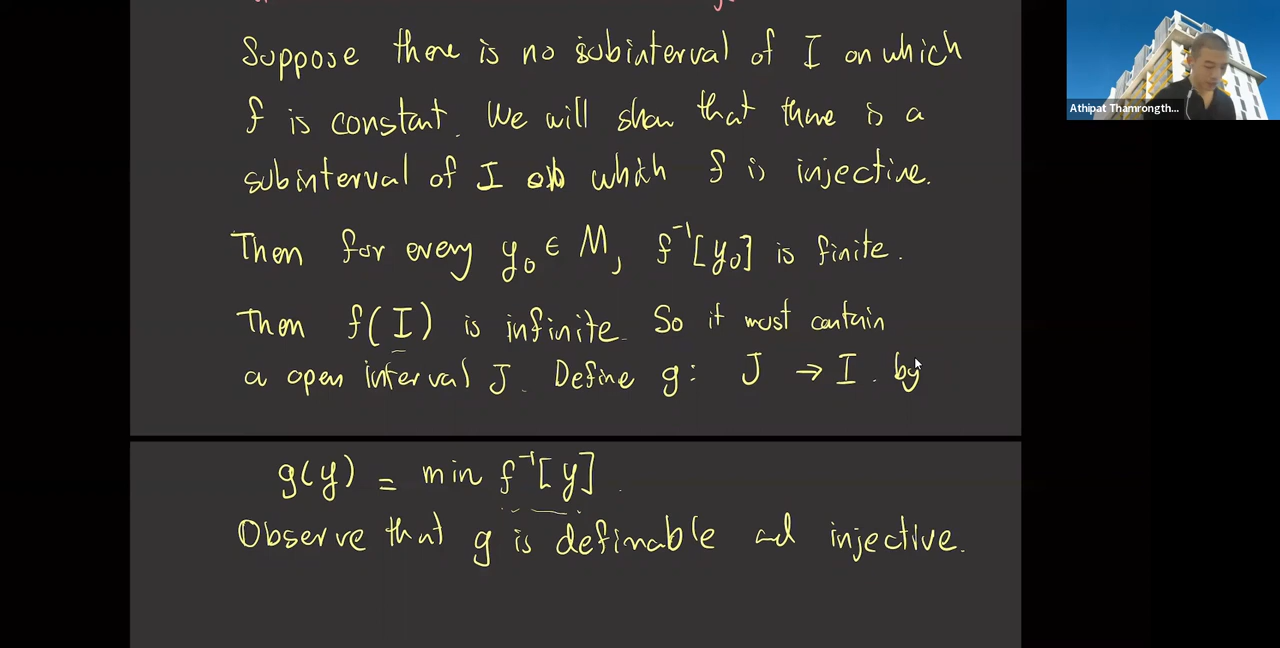 Suppose there is no subinterval of I on which
f is constant. We will show that there is a
subinterval of I on which f is injective.
Then for every y₀ ∈ M, f⁻¹[y₀] is finite.
Then f(I) is infinite. So it must contain
a open interval J. Define g: J → I. by
g(y) = min f⁻¹[y].
Observe that g is definable and injective.
Athipat Thamrongth...